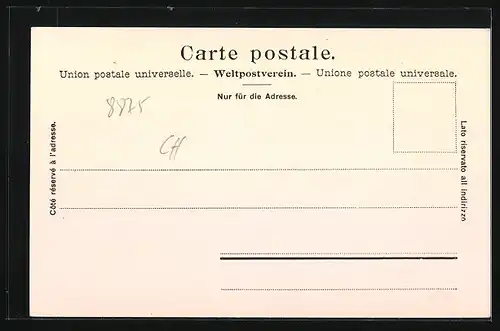 Carte postale.
Union postale universelle. — Weltpostverein. — Unione postale universale.
Nur für die Adresse.
8875
CH
Côté réservé à l'adresse.
Lato riservato all indirizzo